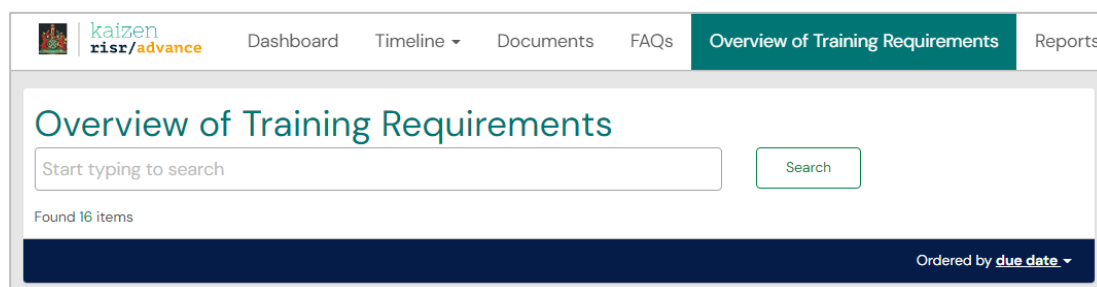 kaizen
risr/advance
Dashboard Timeline Documents FAQs Overview of Training Requirements Reports
Overview of Training Requirements
Start typing to search Search
Found 16 items
Ordered by due date